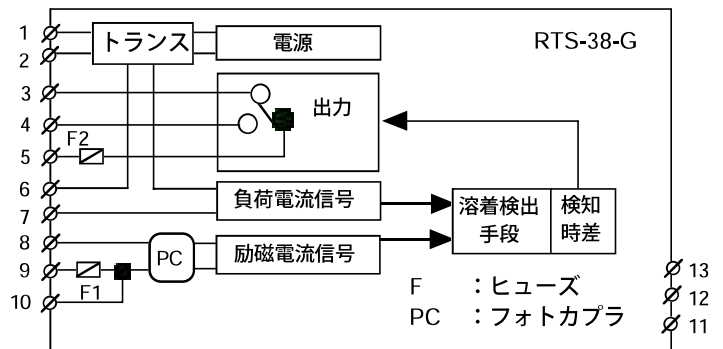 1
トランス
電源
RTS-38-G
2
3
出力
4
F2
5
6
負荷電流信号
溶着検出手段
検知時差
7
8
PC
励磁電流信号
9
F1
10
F :ヒューズ
PC :フォトカプラ
13
12
11